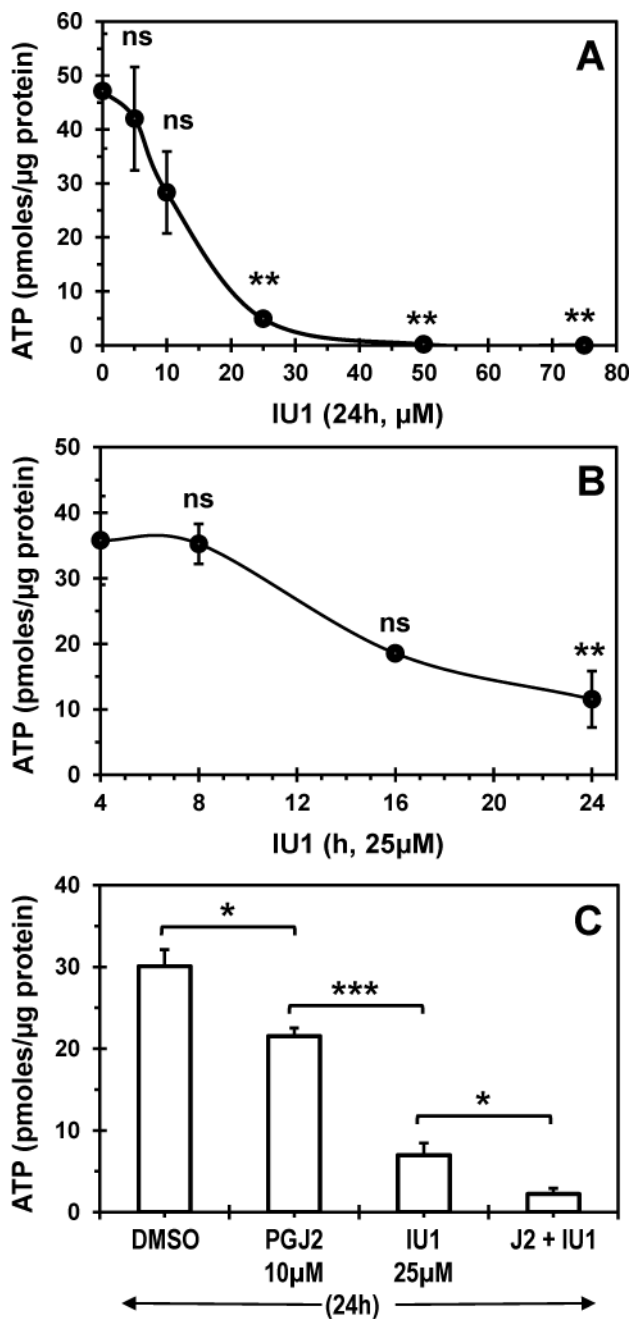 A
ATP (pmoles/µg protein)
60
50
40
30
20
10
0
ns
ns
**
**
**
0 10 20 30 40 50 60 70 80
IU1 (24h, µM)
B
ATP (pmoles/µg protein)
50
40
30
20
10
0
ns
ns
**
4 8 12 16 20 24
IU1 (h, 25µM)
C
ATP (pmoles/µg protein)
40
30
20
10
0
*
***
*
DMSO PGJ2 IU1 J2 + IU1
10µM 25µM
(24h)